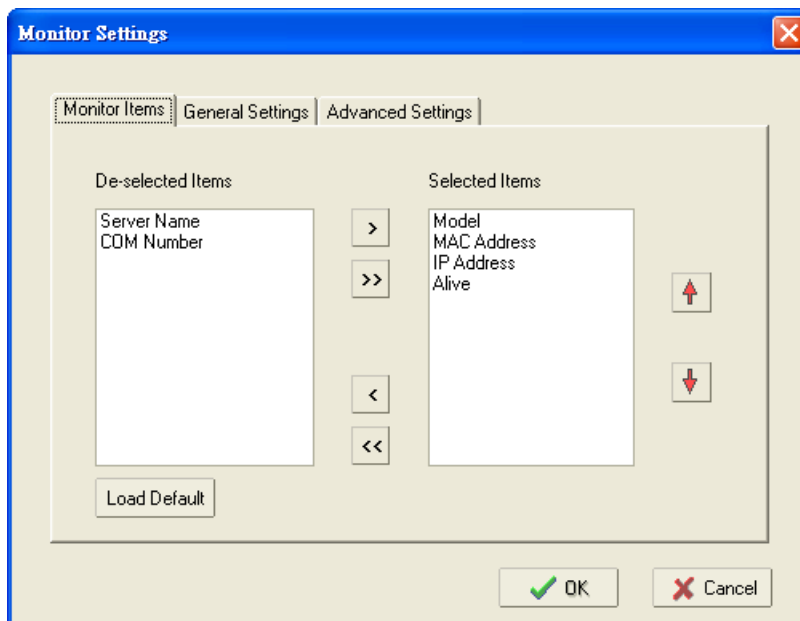 Monitor Settings
Monitor Items General Settings Advanced Settings
De-selected Items
Selected Items
Server Name
COM Number
>
>>
<
<<
Model
MAC Address
IP Address
Alive
Load Default
OK
Cancel